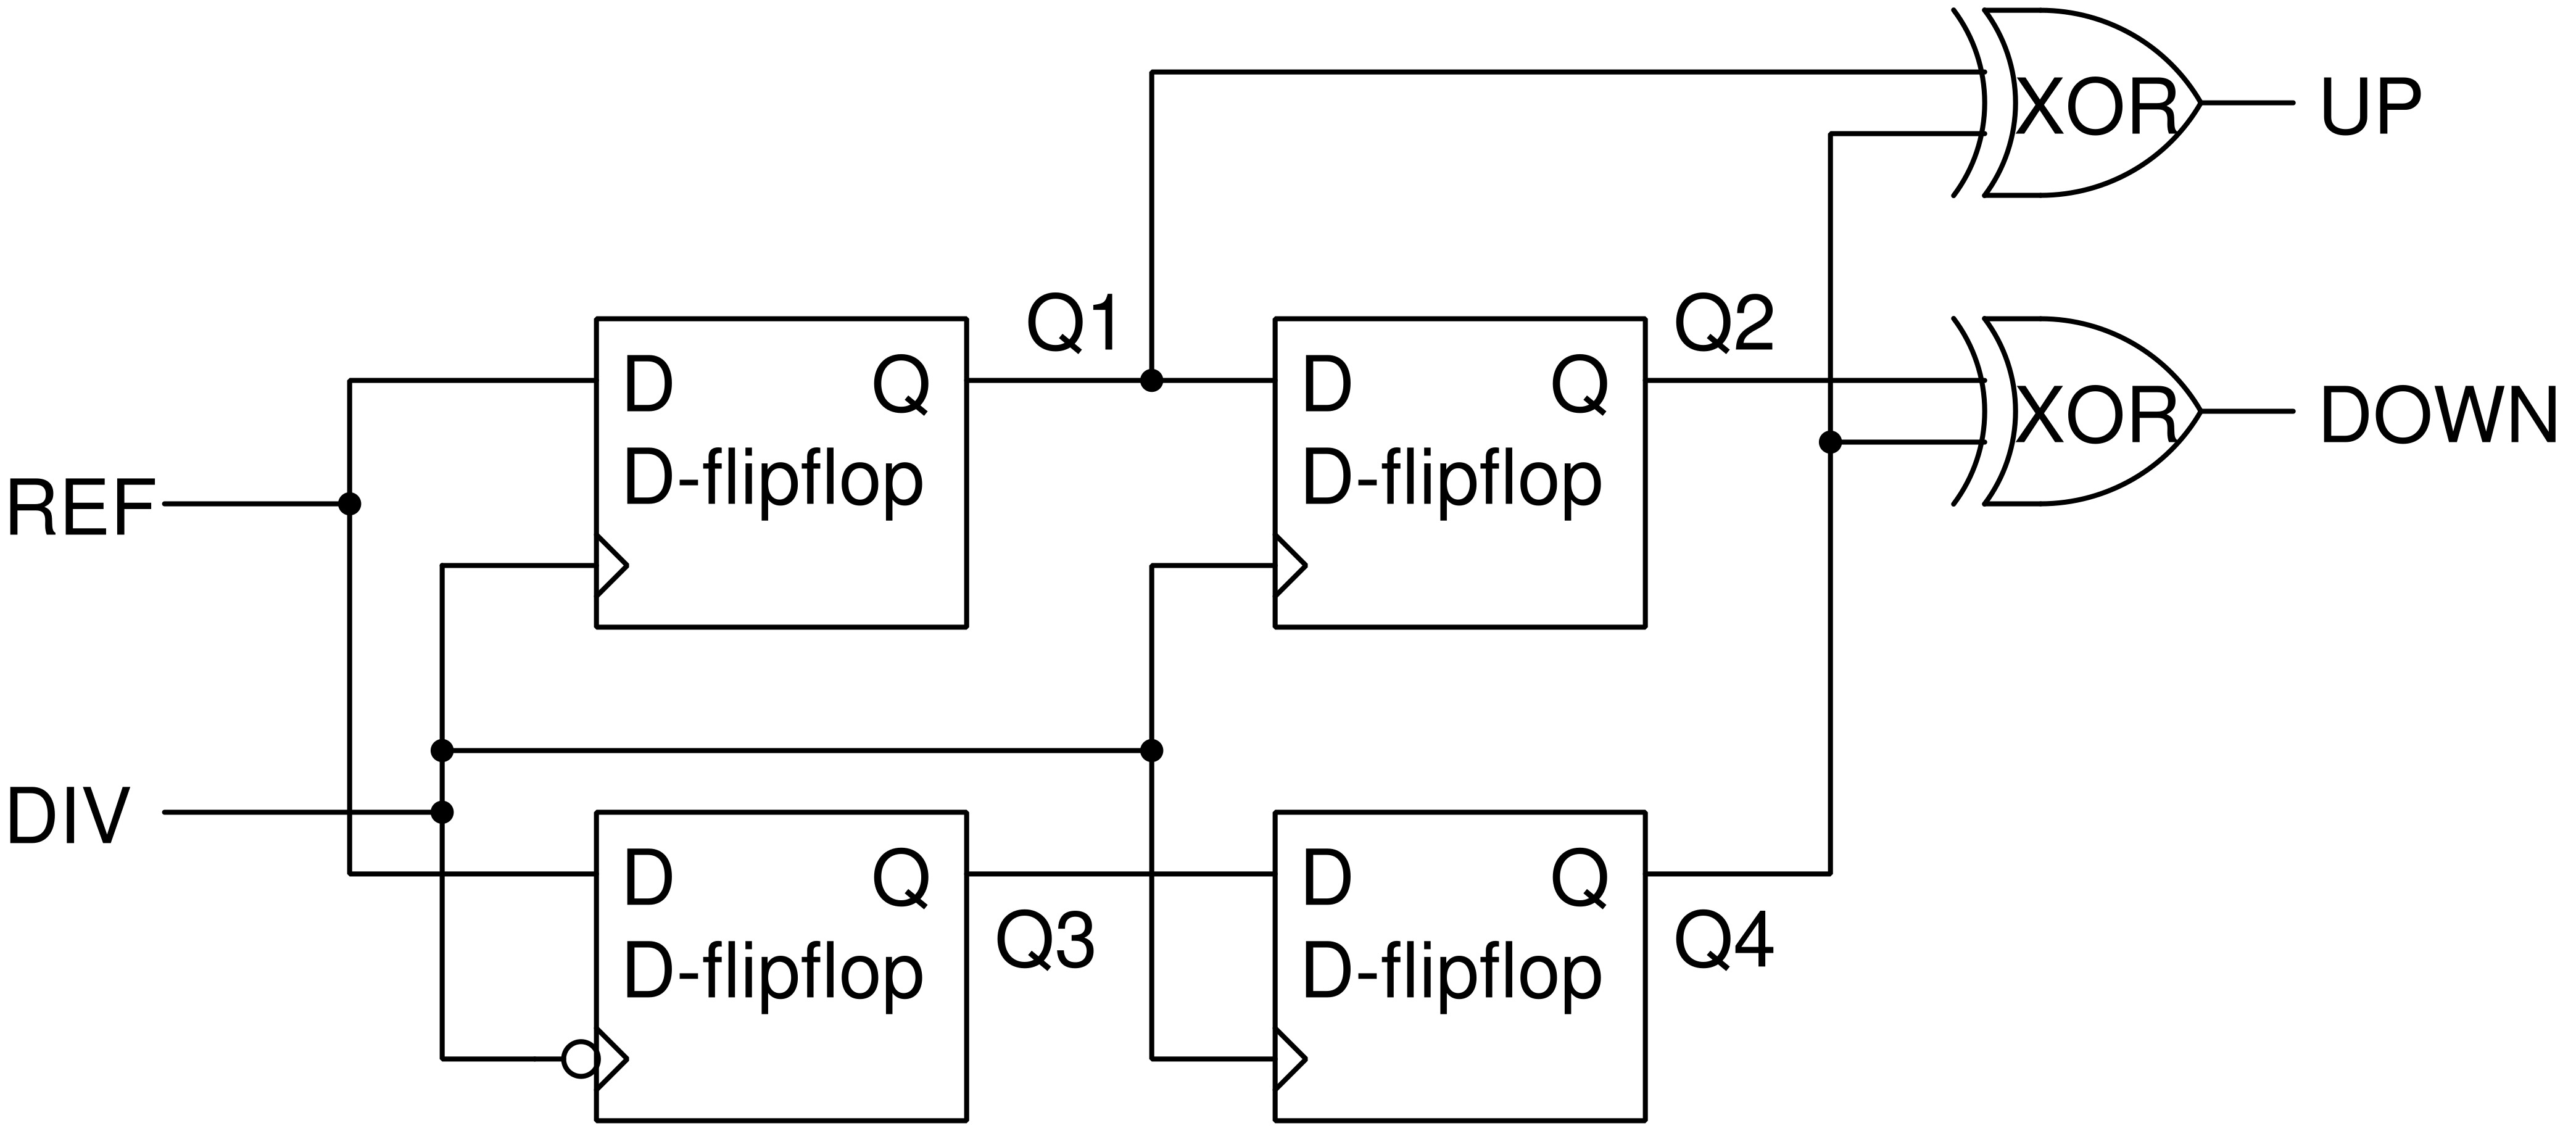 XOR
UP
Q1
Q2
D
Q
D-flipflop
D
Q
D-flipflop
XOR
DOWN
REF
DIV
D
Q
D-flipflop
Q3
D
Q
D-flipflop
Q4